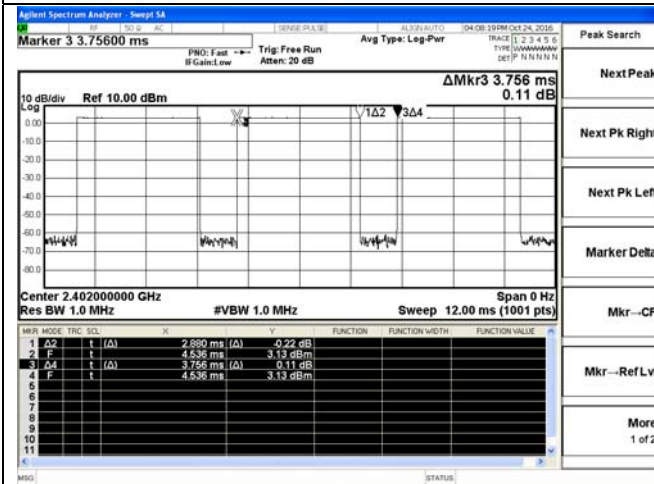 Agilent Spectrum Analyzer - Swept SA
RF 50 Ω AC SENSE:PULSE ALIGN AUTO 04:08:19 PM Oct 24, 2016
Marker 3 3.75600 ms
PNO: Fast Trig: Free Run
IFGain:Low Atten: 20 dB
Avg Type: Log-Pwr
TRACE 1 2 3 4 5 6
TYPE
DET P N N N N N
Peak Search
ΔMkr3 3.756 ms
0.11 dB
10 dB/div Ref 10.00 dBm
Log
1Δ2 3Δ4
0.00
-10.0
-20.0
-30.0
-40.0
-50.0
-60.0
-70.0
-80.0
Center 2.402000000 GHz Span 0 Hz
Res BW 1.0 MHz #VBW 1.0 MHz Sweep 12.00 ms (1001 pts)
MKR MODE TRC SCL X Y FUNCTION FUNCTION WIDTH FUNCTION VALUE
1 Δ2 t (Δ) 2.880 ms (Δ) -0.22 dB
2 F t 4.536 ms 3.13 dBm
3 Δ4 t (Δ) 3.756 ms (Δ) 0.11 dB
4 F t 4.536 ms 3.13 dBm
5
6
7
8
9
10
11
MSG STATUS
Next Peak
Next Pk Right
Next Pk Left
Marker Delta
Mkr→CF
Mkr→Ref Lvl
More
1 of 2